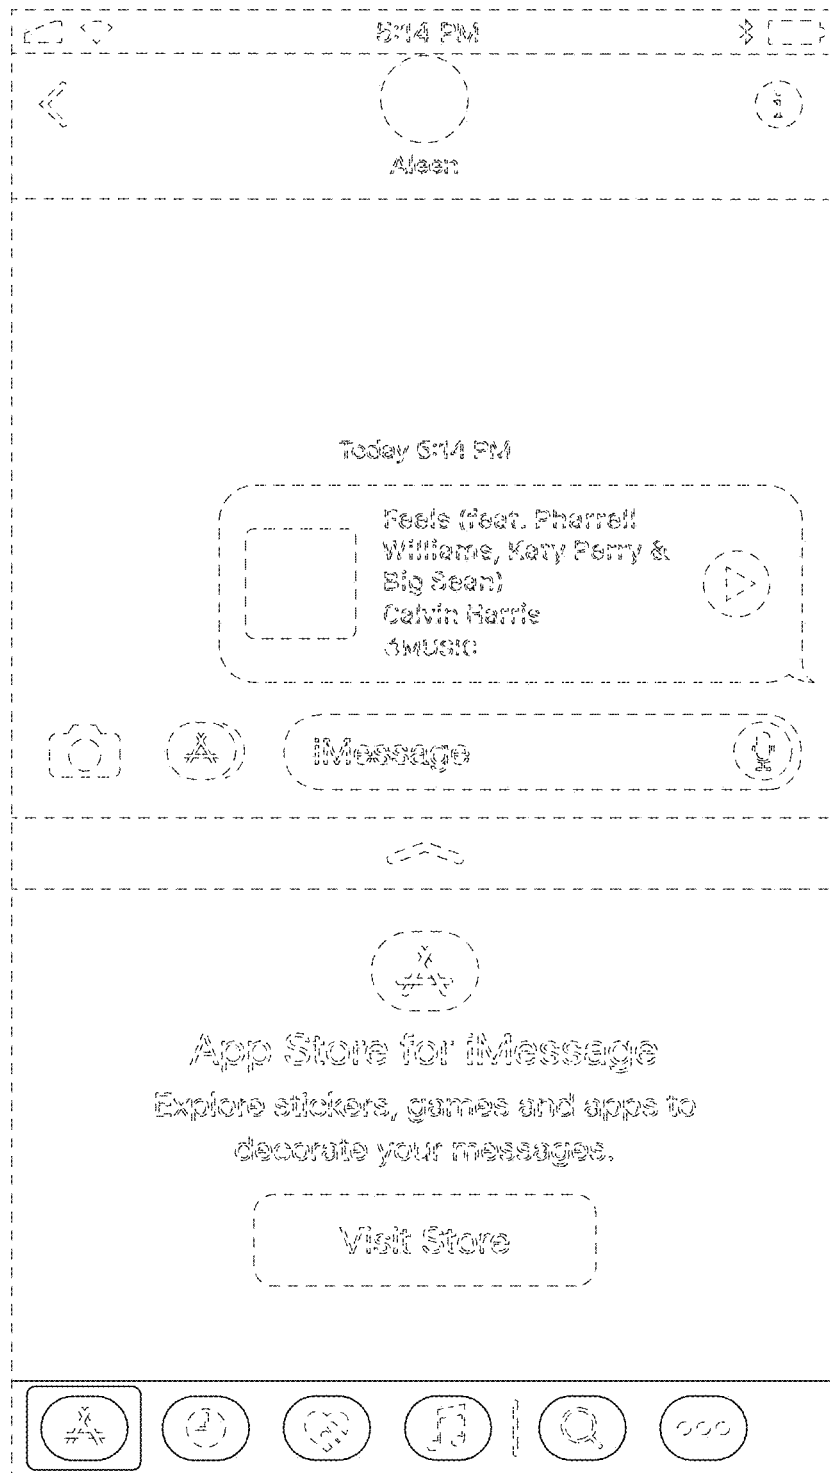 5:14 PM
Aleen
Today 5:14 PM
Feels (feat. Pharrell
Williams, Katy Perry &
Big Sean)
Calvin Harris
MUSIC
iMessage
App Store for iMessage
Explore stickers, games and apps to
decorate your messages.
Visit Store